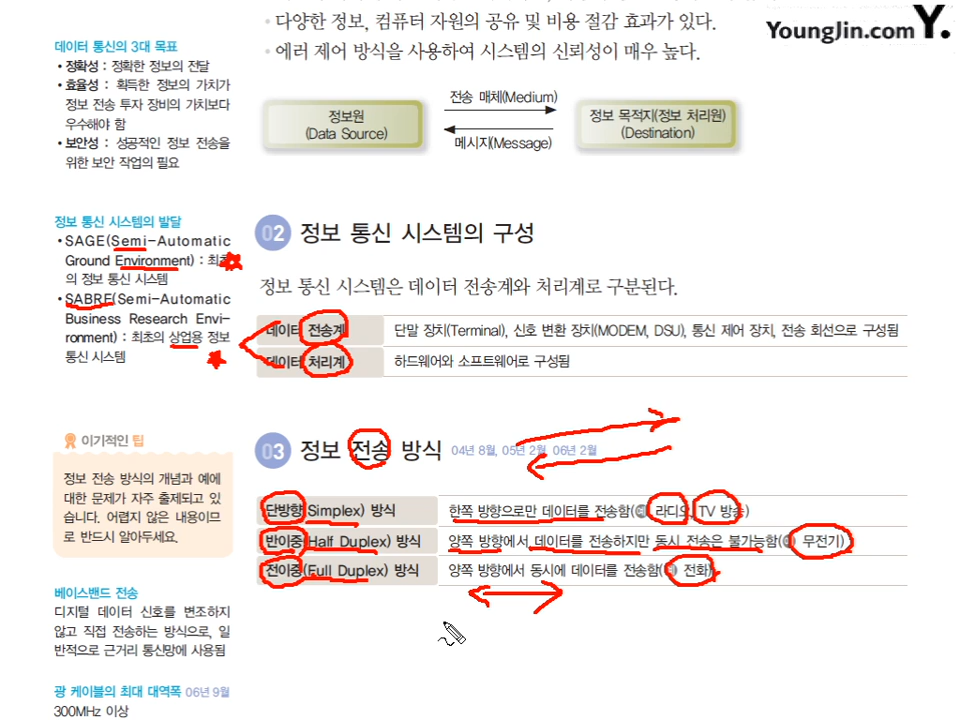 • 다양한 정보, 컴퓨터 자원의 공유 및 비용 절감 효과가 있다.
• 에러 제어 방식을 사용하여 시스템의 신뢰성이 매우 높다.
YoungJin.com Y.
데이터 통신의 3대 목표
• 정확성 : 정확한 정보의 전달
• 효율성 : 획득한 정보의 가치가
정보 전송 투자 장비의 가치보다
우수해야 함
• 보안성 : 성공적인 정보 전송을
위한 보안 작업의 필요
정보원
(Data Source)
전송 매체(Medium)
메시지(Message)
정보 목적지(정보 처리원)
(Destination)
정보 통신 시스템의 발달
• SAGE(Semi-Automatic
Ground Environment) : 최초
의 정보 통신 시스템
• SABRE(Semi-Automatic
Business Research Envi-
ronment) : 최초의 상업용 정보
통신 시스템
02 정보 통신 시스템의 구성
정보 통신 시스템은 데이터 전송계와 처리계로 구분된다.
데이터 전송계 단말 장치(Terminal), 신호 변환 장치(MODEM, DSU), 통신 제어 장치, 전송 회선으로 구성됨
데이터 처리계 하드웨어와 소프트웨어로 구성됨
이기적인 팁
정보 전송 방식의 개념과 예에
대한 문제가 자주 출제되고 있
습니다. 어렵지 않은 내용이므
로 반드시 알아두세요.
03 정보 전송 방식 04년 8월, 05년 2월, 06년 2월
단방향(Simplex) 방식 한쪽 방향으로만 데이터를 전송함(예 라디오, TV 방송)
반이중(Half Duplex) 방식 양쪽 방향에서 데이터를 전송하지만 동시 전송은 불가능함(예 무전기)
전이중(Full Duplex) 방식 양쪽 방향에서 동시에 데이터를 전송함(예 전화)
베이스밴드 전송
디지털 데이터 신호를 변조하지
않고 직접 전송하는 방식으로, 일
반적으로 근거리 통신망에 사용됨
광 케이블의 최대 대역폭 06년 9월
300MHz 이상